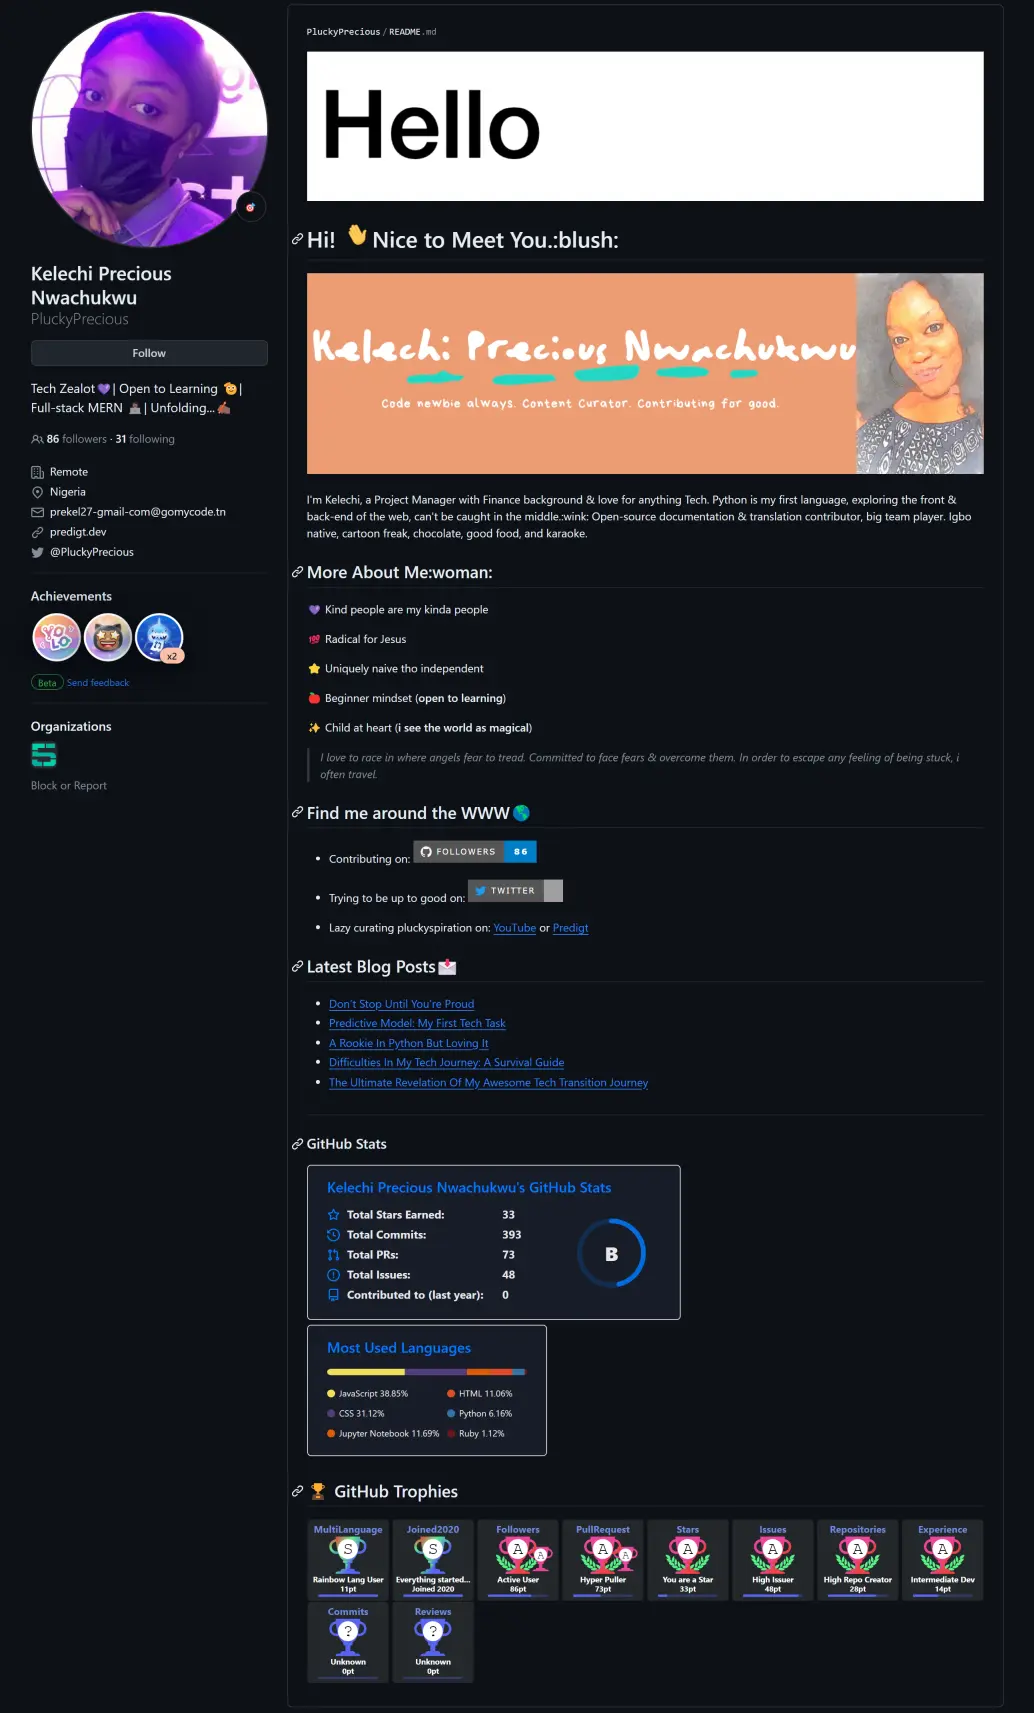 Kelechi Precious
Nwachukwu
PluckyPrecious
Follow
Tech Zealot💜| Open to Learning 🤓|
Full-stack MERN 👩🏾‍💻| Unfolding...✍🏾
86 followers · 31 following
Remote
Nigeria
prekel27-gmail-com@gomycode.tn
predigt.dev
@PluckyPrecious
Achievements
YOLO
x2
Beta Send feedback
Organizations
Block or Report
PluckyPrecious / README.md
Hello
Hi! 👋Nice to Meet You.:blush:
Kelechi Precious Nwachukwu
Code newbie always. Content Curator. Contributing for good.
I'm Kelechi, a Project Manager with Finance background & love for anything Tech. Python is my first language, exploring the front &
back-end of the web, can't be caught in the middle.:wink: Open-source documentation & translation contributor, big team player. Igbo
native, cartoon freak, chocolate, good food, and karaoke.
More About Me:woman:
💜 Kind people are my kinda people
💯 Radical for Jesus
⭐ Uniquely naive tho independent
🍎 Beginner mindset (open to learning)
✨ Child at heart (i see the world as magical)
I love to race in where angels fear to tread. Committed to face fears & overcome them. In order to escape any feeling of being stuck, i
often travel.
Find me around the WWW🌎
• Contributing on: FOLLOWERS 86
• Trying to be up to good on: TWITTER
• Lazy curating pluckyspiration on: YouTube or Predigt
Latest Blog Posts📩
• Don't Stop Until You're Proud
• Predictive Model: My First Tech Task
• A Rookie In Python But Loving It
• Difficulties In My Tech Journey: A Survival Guide
• The Ultimate Revelation Of My Awesome Tech Transition Journey
GitHub Stats
Kelechi Precious Nwachukwu's GitHub Stats
Total Stars Earned: 33
Total Commits: 393
Total PRs: 73
Total Issues: 48
Contributed to (last year): 0
B
Most Used Languages
JavaScript 38.85% HTML 11.06%
CSS 31.12% Python 6.16%
Jupyter Notebook 11.69% Ruby 1.12%
🏆 GitHub Trophies
MultiLanguage Joined2020 Followers PullRequest Stars Issues Repositories Experience
S S A A A A A A A A
Rainbow Lang User Everything started... Active User Hyper Puller You are a Star High Issuer High Repo Creator Intermediate Dev
11pt Joined 2020 86pt 73pt 33pt 48pt 28pt 14pt
Commits Reviews
? ?
Unknown Unknown
0pt 0pt